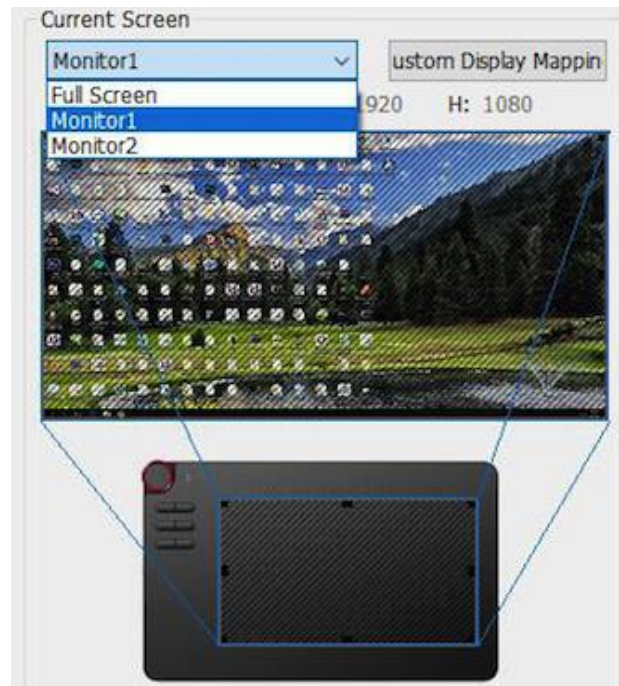 Current Screen
Monitor1
ustom Display Mappin
Full Screen
1920 H: 1080
Monitor1
Monitor2